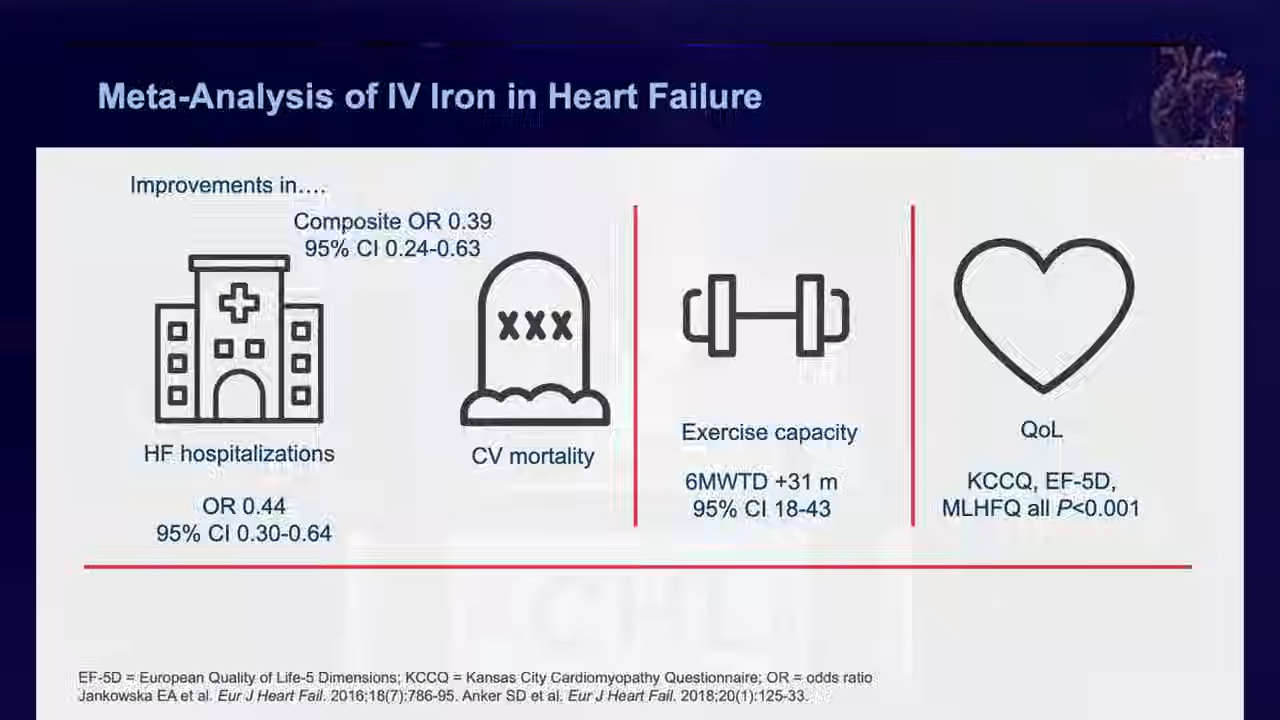 Meta-Analysis of IV Iron in Heart Failure
Improvements in....
Composite OR 0.39
95% CI 0.24-0.63
XXX
HF hospitalizations
OR 0.44
95% CI 0.30-0.64
CV mortality
Exercise capacity
6MWTD +31 m
95% CI 18-43
QoL
KCCQ, EF-5D,
MLHFQ all P<0.001
CHL
EF-5D = European Quality of Life-5 Dimensions; KCCQ = Kansas City Cardiomyopathy Questionnaire; OR = odds ratio
Jankowska EA et al. Eur J Heart Fail. 2016;18(7):786-95. Anker SD et al. Eur J Heart Fail. 2018;20(1):125-33.